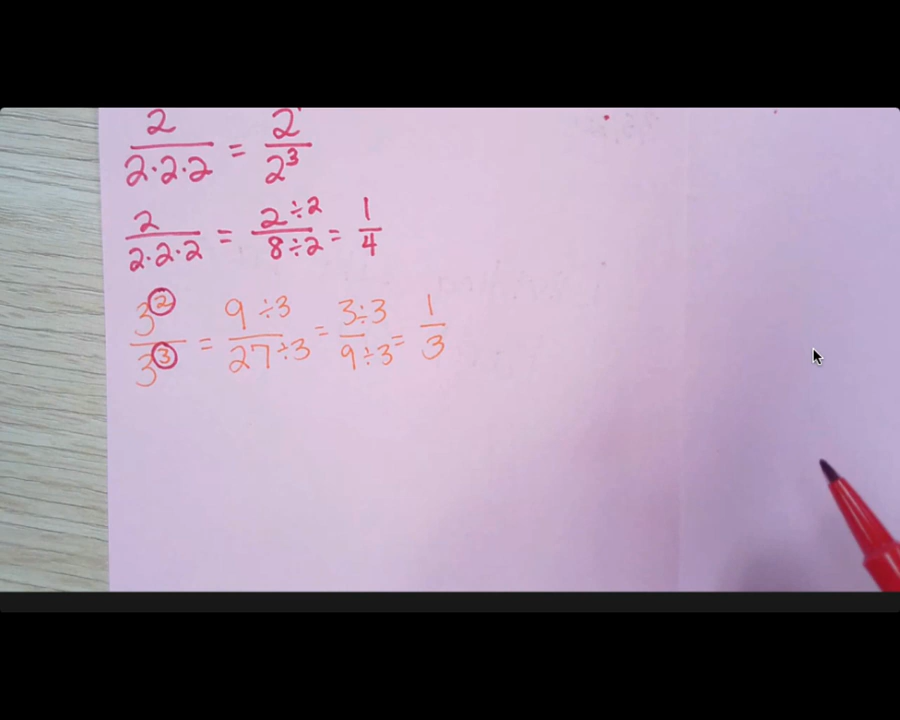 2/(2·2·2) = 2¹/2³
2/(2·2·2) = (2÷2)/(8÷2) = 1/4
3²/3³ = (9÷3)/(27÷3) = (3÷3)/(9÷3) = 1/3